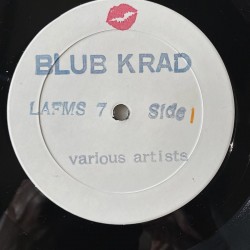 BLUB KRAD
LAFMS 7 Side 1
various artists